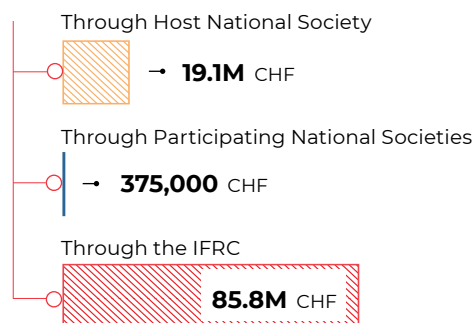 Through Host National Society
19.1M CHF
Through Participating National Societies
375,000 CHF
Through the IFRC
85.8M CHF